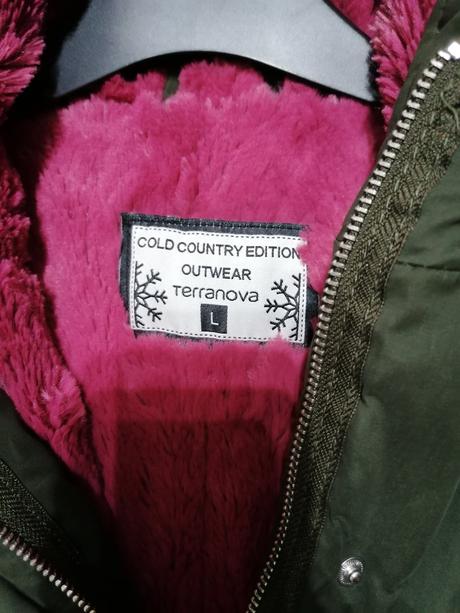 COLD COUNTRY EDITION
OUTWEAR
Terranova
L